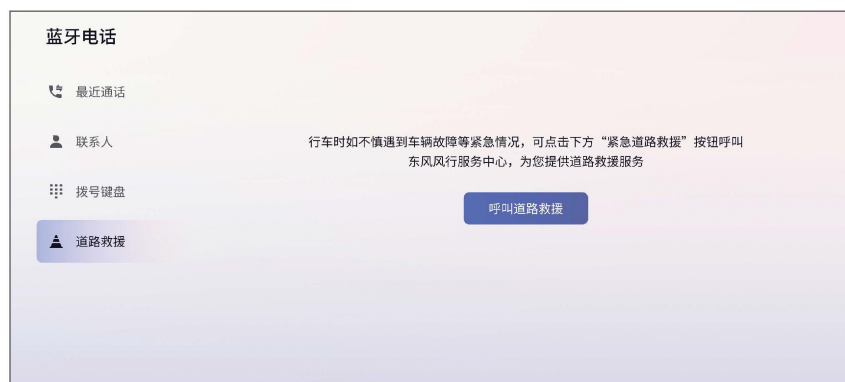 蓝牙电话
最近通话
联系人
拨号键盘
道路救援
行车时如不慎遇到车辆故障等紧急情况，可点击下方“紧急道路救援”按钮呼叫
东风风行服务中心，为您提供道路救援服务
呼叫道路救援